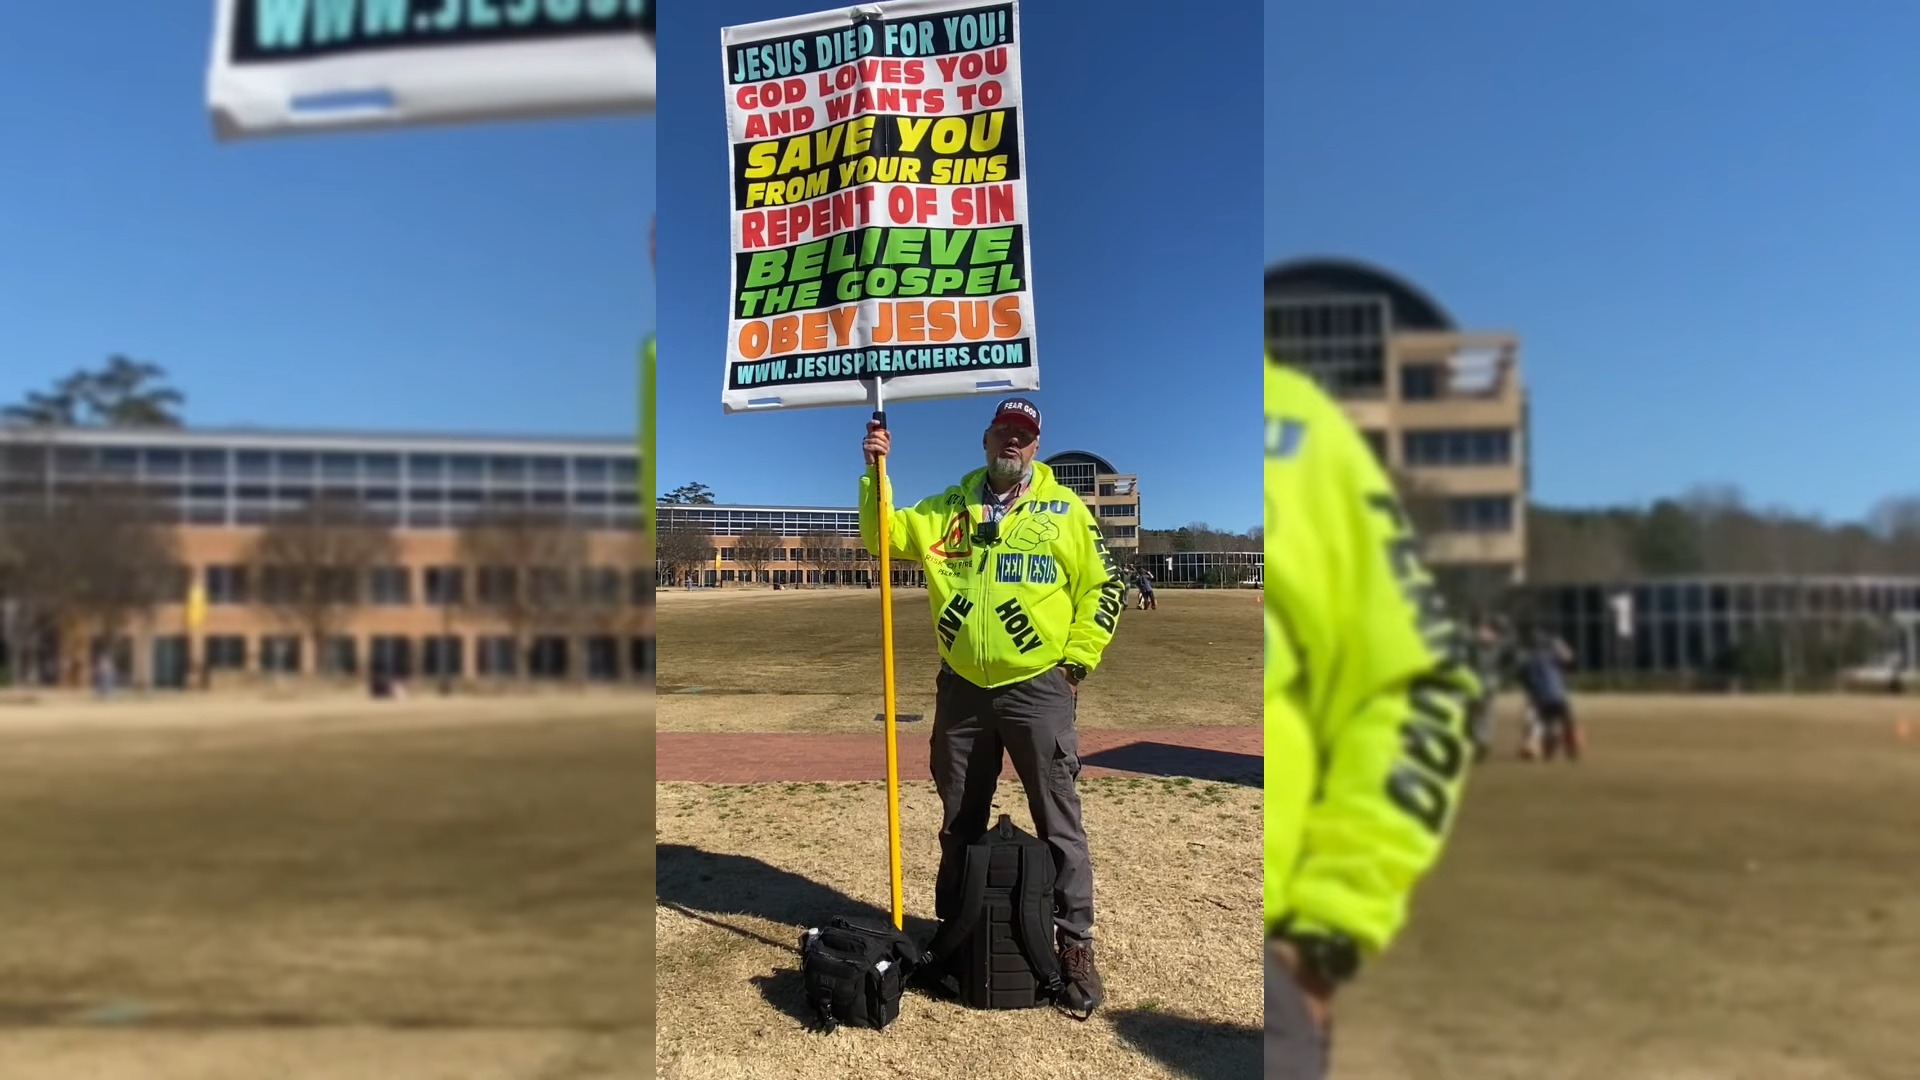 JESUS DIED FOR YOU!
GOD LOVES YOU
AND WANTS TO
SAVE YOU
FROM YOUR SINS
REPENT OF SIN
BELIEVE
THE GOSPEL
OBEY JESUS
WWW.JESUSPREACHERS.COM
FEAR GOD
YOU
NEED JESUS
LIVE
HOLY